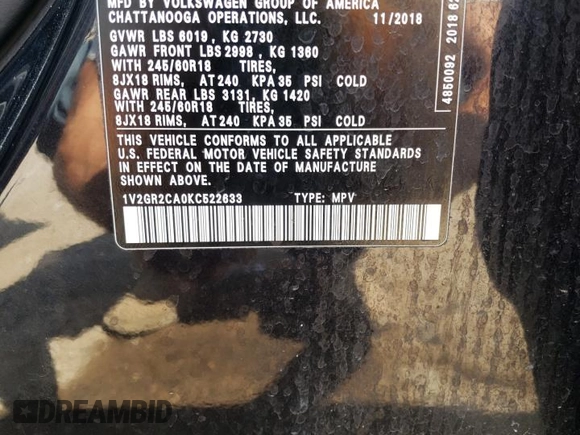 MFD BY VOLKSWAGEN GROUP OF AMERICA
CHATTANOOGA OPERATIONS, LLC. 11/2018
GVWR LBS 6019 , KG 2730
GAWR FRONT LBS 2998 , KG 1360
WITH 245/60R18 TIRES,
8JX18 RIMS, AT 240 KPA 35 PSI COLD
GAWR REAR LBS 3131, KG 1420
WITH 245/60R18 TIRES,
8JX18 RIMS, AT 240 KPA 35 PSI COLD
THIS VEHICLE CONFORMS TO ALL APPLICABLE
U.S. FEDERAL MOTOR VEHICLE SAFETY STANDARDS
IN EFFECT ON THE DATE OF MANUFACTURE
SHOWN ABOVE.
1V2GR2CA0KC522633 TYPE: MPV
4850092 2018
DREAMBID